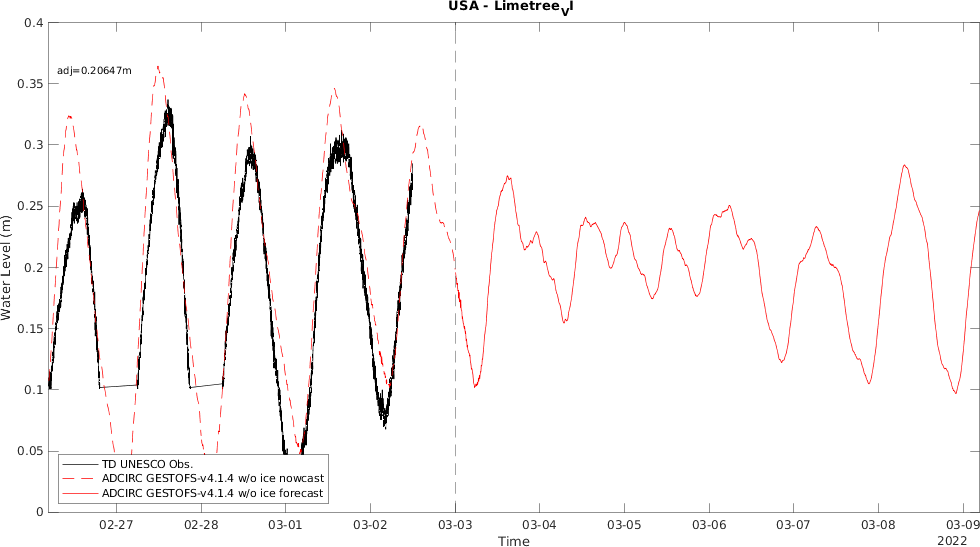 USA - LimetreeVI
adj=0.20647m
Water Level (m)
0.4
0.35
0.3
0.25
0.2
0.15
0.1
0.05
0
TD UNESCO Obs.
ADCIRC GESTOFS-v4.1.4 w/o ice nowcast
ADCIRC GESTOFS-v4.1.4 w/o ice forecast
02-27 02-28 03-01 03-02 03-03 03-04 03-05 03-06 03-07 03-08 03-09
Time
2022